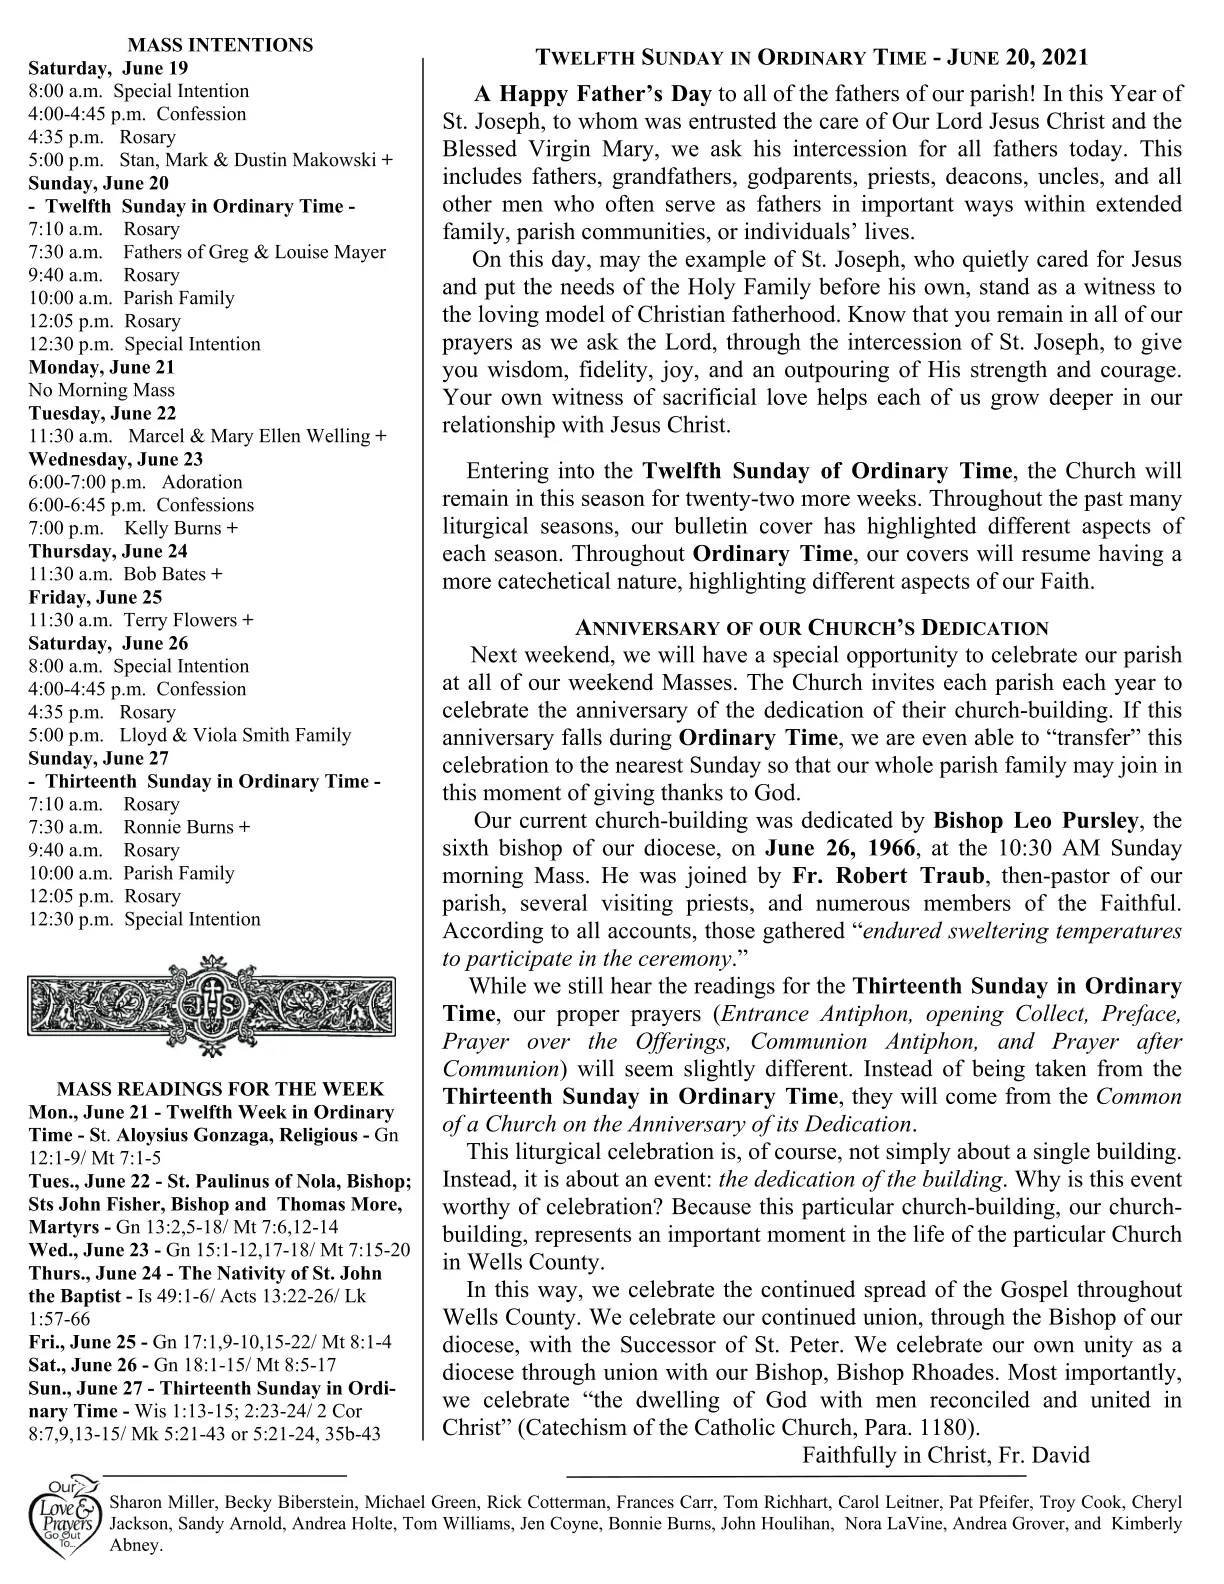 MASS INTENTIONS
Saturday, June 19
8:00 a.m. Special Intention
4:00-4:45 p.m. Confession
4:35 p.m. Rosary
5:00 p.m. Stan, Mark & Dustin Makowski +
Sunday, June 20
- Twelfth Sunday in Ordinary Time -
7:10 a.m. Rosary
7:30 a.m. Fathers of Greg & Louise Mayer
9:40 a.m. Rosary
10:00 a.m. Parish Family
12:05 p.m. Rosary
12:30 p.m. Special Intention
Monday, June 21
No Morning Mass
Tuesday, June 22
11:30 a.m. Marcel & Mary Ellen Welling +
Wednesday, June 23
6:00-7:00 p.m. Adoration
6:00-6:45 p.m. Confessions
7:00 p.m. Kelly Burns +
Thursday, June 24
11:30 a.m. Bob Bates +
Friday, June 25
11:30 a.m. Terry Flowers +
Saturday, June 26
8:00 a.m. Special Intention
4:00-4:45 p.m. Confession
4:35 p.m. Rosary
5:00 p.m. Lloyd & Viola Smith Family
Sunday, June 27
- Thirteenth Sunday in Ordinary Time -
7:10 a.m. Rosary
7:30 a.m. Ronnie Burns +
9:40 a.m. Rosary
10:00 a.m. Parish Family
12:05 p.m. Rosary
12:30 p.m. Special Intention
IHS
MASS READINGS FOR THE WEEK
Mon., June 21 - Twelfth Week in Ordinary
Time - St. Aloysius Gonzaga, Religious - Gn
12:1-9/ Mt 7:1-5
Tues., June 22 - St. Paulinus of Nola, Bishop;
Sts John Fisher, Bishop and Thomas More,
Martyrs - Gn 13:2,5-18/ Mt 7:6,12-14
Wed., June 23 - Gn 15:1-12,17-18/ Mt 7:15-20
Thurs., June 24 - The Nativity of St. John
the Baptist - Is 49:1-6/ Acts 13:22-26/ Lk
1:57-66
Fri., June 25 - Gn 17:1,9-10,15-22/ Mt 8:1-4
Sat., June 26 - Gn 18:1-15/ Mt 8:5-17
Sun., June 27 - Thirteenth Sunday in Ordi-
nary Time - Wis 1:13-15; 2:23-24/ 2 Cor
8:7,9,13-15/ Mk 5:21-43 or 5:21-24, 35b-43
TWELFTH SUNDAY IN ORDINARY TIME - JUNE 20, 2021
A Happy Father's Day to all of the fathers of our parish! In this Year of
St. Joseph, to whom was entrusted the care of Our Lord Jesus Christ and the
Blessed Virgin Mary, we ask his intercession for all fathers today. This
includes fathers, grandfathers, godparents, priests, deacons, uncles, and all
other men who often serve as fathers in important ways within extended
family, parish communities, or individuals' lives.
On this day, may the example of St. Joseph, who quietly cared for Jesus
and put the needs of the Holy Family before his own, stand as a witness to
the loving model of Christian fatherhood. Know that you remain in all of our
prayers as we ask the Lord, through the intercession of St. Joseph, to give
you wisdom, fidelity, joy, and an outpouring of His strength and courage.
Your own witness of sacrificial love helps each of us grow deeper in our
relationship with Jesus Christ.
Entering into the Twelfth Sunday of Ordinary Time, the Church will
remain in this season for twenty-two more weeks. Throughout the past many
liturgical seasons, our bulletin cover has highlighted different aspects of
each season. Throughout Ordinary Time, our covers will resume having a
more catechetical nature, highlighting different aspects of our Faith.
ANNIVERSARY OF OUR CHURCH'S DEDICATION
Next weekend, we will have a special opportunity to celebrate our parish
at all of our weekend Masses. The Church invites each parish each year to
celebrate the anniversary of the dedication of their church-building. If this
anniversary falls during Ordinary Time, we are even able to “transfer” this
celebration to the nearest Sunday so that our whole parish family may join in
this moment of giving thanks to God.
Our current church-building was dedicated by Bishop Leo Pursley, the
sixth bishop of our diocese, on June 26, 1966, at the 10:30 AM Sunday
morning Mass. He was joined by Fr. Robert Traub, then-pastor of our
parish, several visiting priests, and numerous members of the Faithful.
According to all accounts, those gathered “endured sweltering temperatures
to participate in the ceremony.”
While we still hear the readings for the Thirteenth Sunday in Ordinary
Time, our proper prayers (Entrance Antiphon, opening Collect, Preface,
Prayer over the Offerings, Communion Antiphon, and Prayer after
Communion) will seem slightly different. Instead of being taken from the
Thirteenth Sunday in Ordinary Time, they will come from the Common
of a Church on the Anniversary of its Dedication.
This liturgical celebration is, of course, not simply about a single building.
Instead, it is about an event: the dedication of the building. Why is this event
worthy of celebration? Because this particular church-building, our church-
building, represents an important moment in the life of the particular Church
in Wells County.
In this way, we celebrate the continued spread of the Gospel throughout
Wells County. We celebrate our continued union, through the Bishop of our
diocese, with the Successor of St. Peter. We celebrate our own unity as a
diocese through union with our Bishop, Bishop Rhoades. Most importantly,
we celebrate “the dwelling of God with men reconciled and united in
Christ” (Catechism of the Catholic Church, Para. 1180).
Faithfully in Christ, Fr. David
Our
Love &
Prayers
Go Out
To...
Sharon Miller, Becky Biberstein, Michael Green, Rick Cotterman, Frances Carr, Tom Richhart, Carol Leitner, Pat Pfeifer, Troy Cook, Cheryl
Jackson, Sandy Arnold, Andrea Holte, Tom Williams, Jen Coyne, Bonnie Burns, John Houlihan, Nora LaVine, Andrea Grover, and Kimberly
Abney.